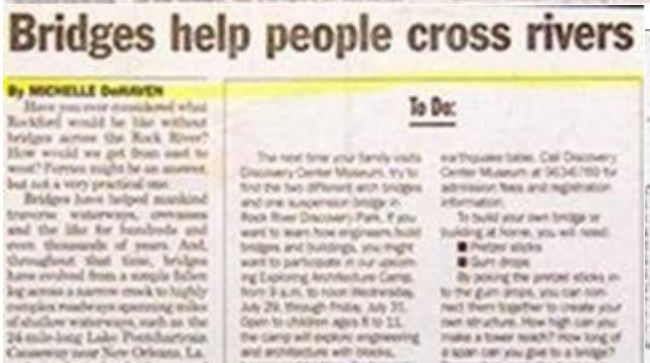 Bridges help people cross rivers
By MICHELLE DeHAVEN
Have you ever considered what
Rockford would be like without
bridges across the Rock River?
How would we get from east to
west? Ferries might be an answer,
but not a very practical one.
Bridges have helped mankind
traverse waterways,
and the like for hundreds and
even thousands of years. And,
throughout that time, bridges
have evolved from a simple fallen
log across a narrow creek to highly
complex roadways spanning miles
of shallow waterways, such as the
24-mile-long Lake Pontchartrain
Causeway near New Orleans, La.
To Do:
The next time your family visits
Discovery Center Museum, try to
find the two different arch bridges
and one suspension bridge in
Rock River Discovery Park. If you
want to learn how engineers build
bridges and buildings, you might
want to participate in our upcom-
ing Exploring Architecture Camp
from 9 a.m. to noon Wednesday,
July 29, through Friday, July 31.
Open to children ages 8 to 11,
the camp will explore engineering
and architecture with blocks,
earthquake tables. Call Discovery
Center Museum at
admission fees and registration
information.
To build your own bridge or
building at home, you will need:
■ Pretzel sticks
■ Gum drops
By poking the pretzel sticks in-
to the gum drops, you can con-
nect them together to create your
own structure. How high can you
make a tower reach? How long of
a span can you give to a